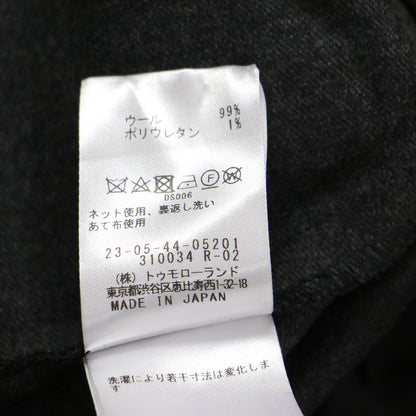 ウール 99%
ポリウレタン 1%
F W
DS006
ネット使用、裏返し洗い
あて布使用
23-05-44-05201
310034 R-02
(株) トゥモローランド
東京都渋谷区恵比寿西1-32-18
MADE IN JAPAN
洗濯により若干寸法は変化しま
す